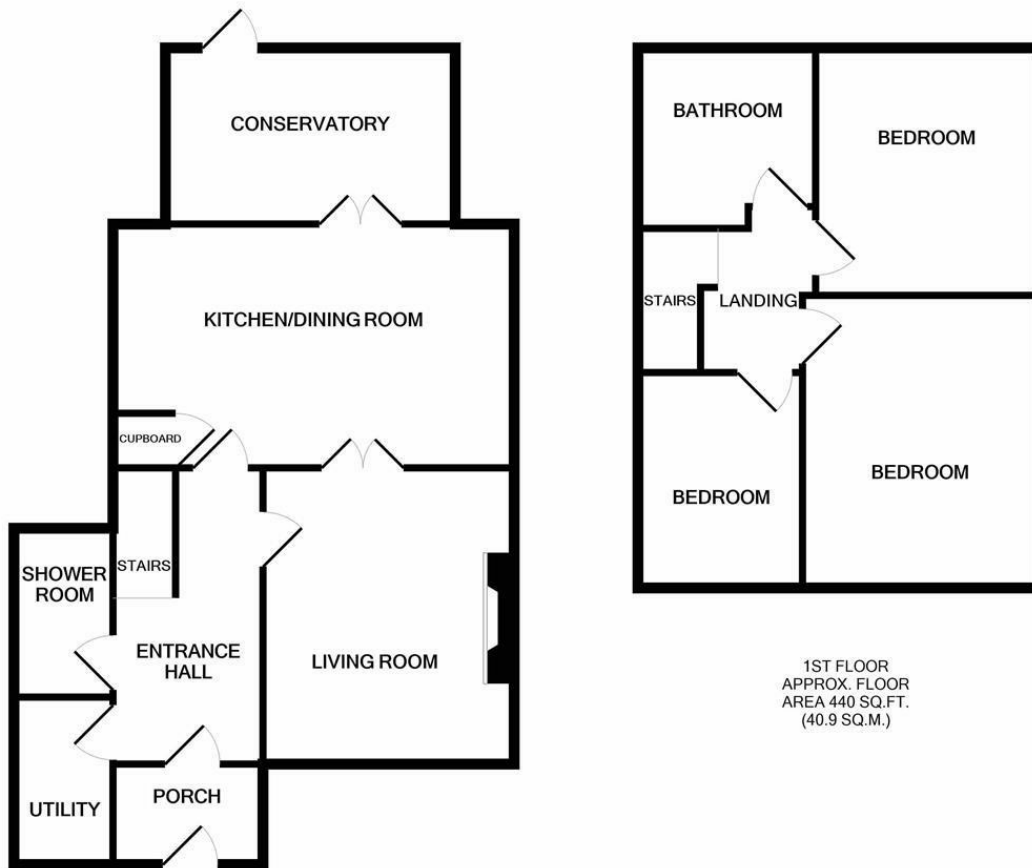 CONSERVATORY
KITCHEN/DINING ROOM
CUPBOARD
STAIRS
SHOWER
ROOM
ENTRANCE
HALL
LIVING ROOM
UTILITY
PORCH
BATHROOM
BEDROOM
STAIRS
LANDING
BEDROOM
BEDROOM
1ST FLOOR
APPROX. FLOOR
AREA 440 SQ.FT.
(40.9 SQ.M.)